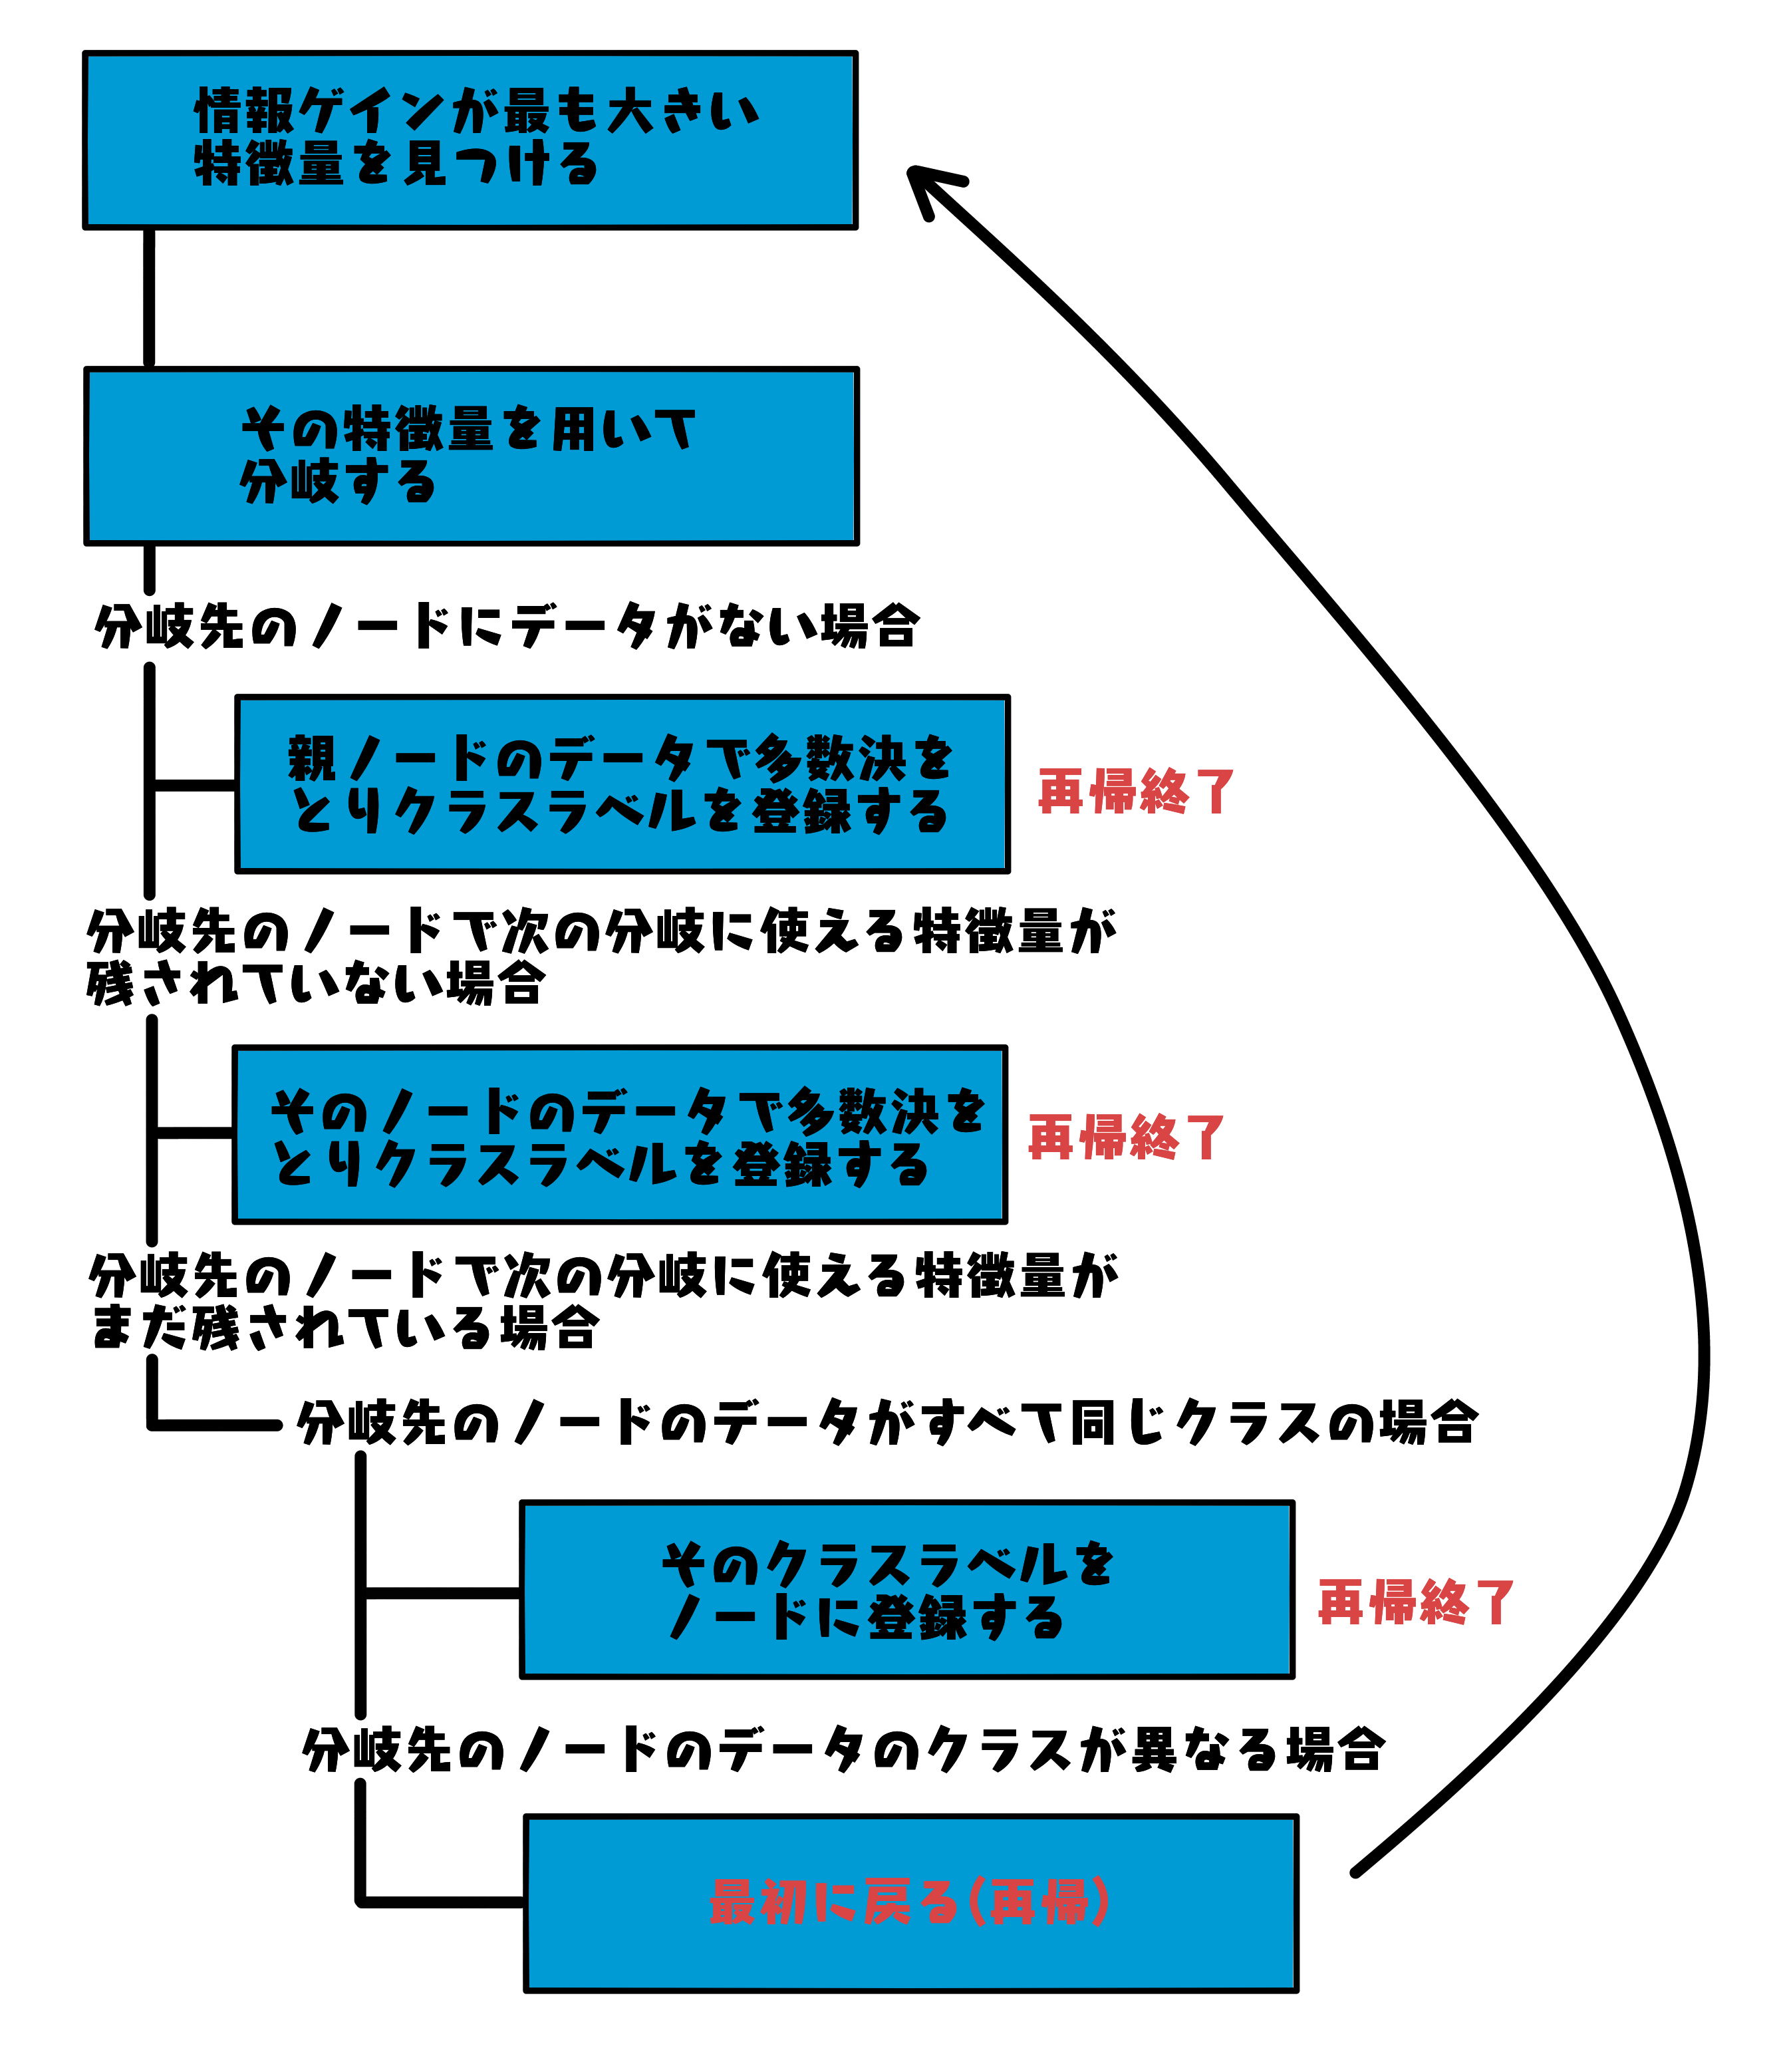 情報ゲインが最も大きい
特徴量を見つける
その特徴量を用いて
分岐する
分岐先のノードにデータがない場合
親ノードのデータで多数決を
とりクラスラベルを登録する
再帰終了
分岐先のノードで次の分岐に使える特徴量が
残されていない場合
そのノードのデータで多数決を
とりクラスラベルを登録する
再帰終了
分岐先のノードで次の分岐に使える特徴量が
まだ残されている場合
分岐先のノードのデータがすべて同じクラスの場合
そのクラスラベルを
ノードに登録する
再帰終了
分岐先のノードのデータのクラスが異なる場合
最初に戻る(再帰)